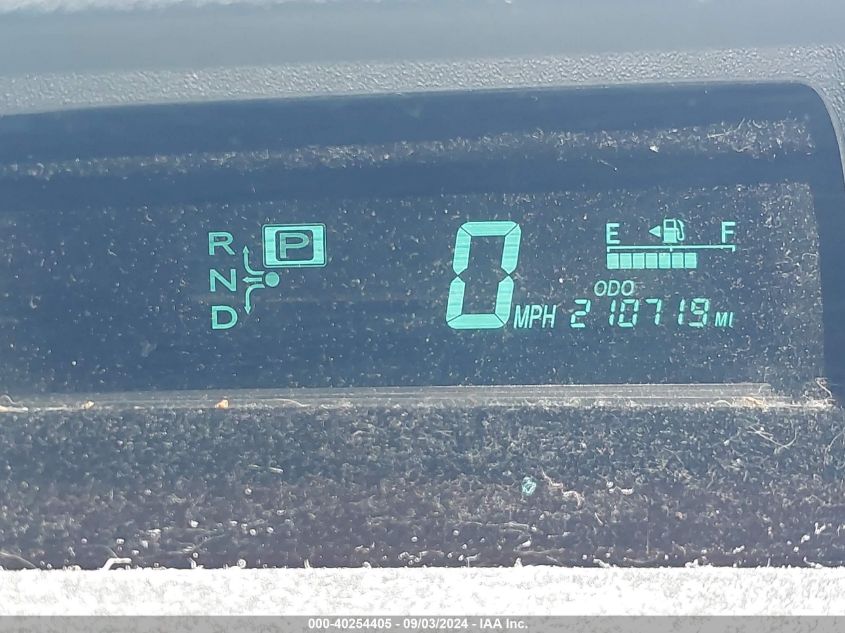 R P
N
D
0 MPH
E F
ODO
210719 MI
000-40254405 - 09/03/2024 - IAA Inc.